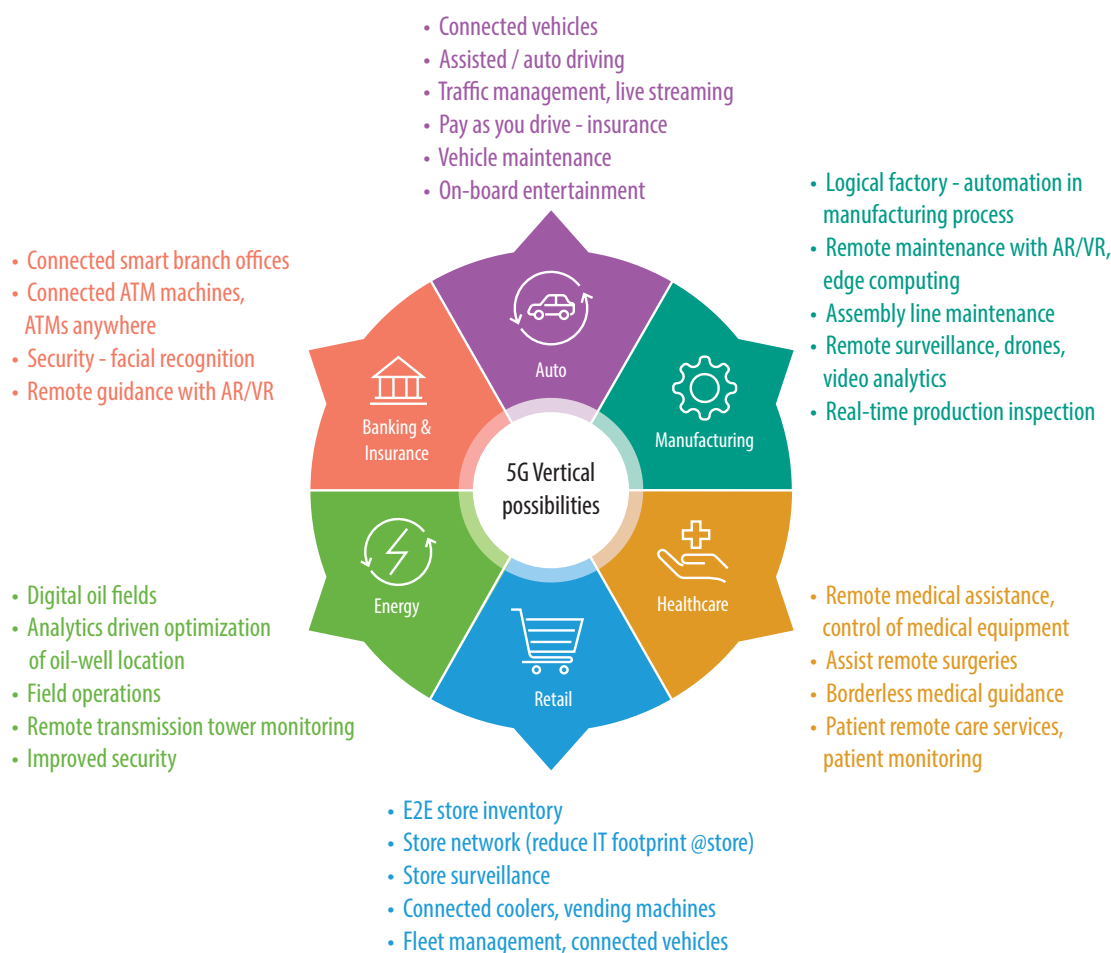 • Connected vehicles
• Assisted / auto driving
• Traffic management, live streaming
• Pay as you drive - insurance
• Vehicle maintenance
• On-board entertainment
• Logical factory - automation in
manufacturing process
• Remote maintenance with AR/VR,
edge computing
• Assembly line maintenance
• Remote surveillance, drones,
video analytics
• Real-time production inspection
• Connected smart branch offices
• Connected ATM machines,
ATMs anywhere
• Security - facial recognition
• Remote guidance with AR/VR
Auto
Banking &
Insurance
Manufacturing
5G Vertical
possibilities
Energy
Healthcare
Retail
• Digital oil fields
• Analytics driven optimization
of oil-well location
• Field operations
• Remote transmission tower monitoring
• Improved security
• Remote medical assistance,
control of medical equipment
• Assist remote surgeries
• Borderless medical guidance
• Patient remote care services,
patient monitoring
• E2E store inventory
• Store network (reduce IT footprint @store)
• Store surveillance
• Connected coolers, vending machines
• Fleet management, connected vehicles